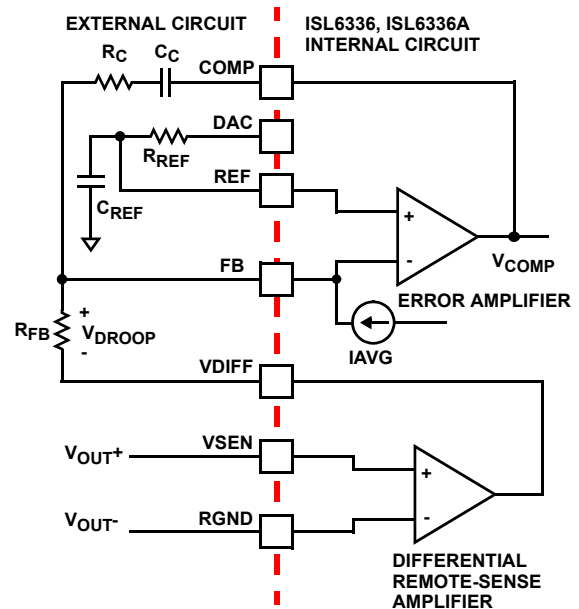 EXTERNAL CIRCUIT
ISL6336, ISL6336A
INTERNAL CIRCUIT
RC
CC
COMP
DAC
RREF
REF
CREF
+
-
VCOMP
FB
ERROR AMPLIFIER
RFB
+
VDROOP
-
IAVG
VDIFF
VOUT+
VSEN
+
VOUT-
RGND
-
DIFFERENTIAL
REMOTE-SENSE
AMPLIFIER